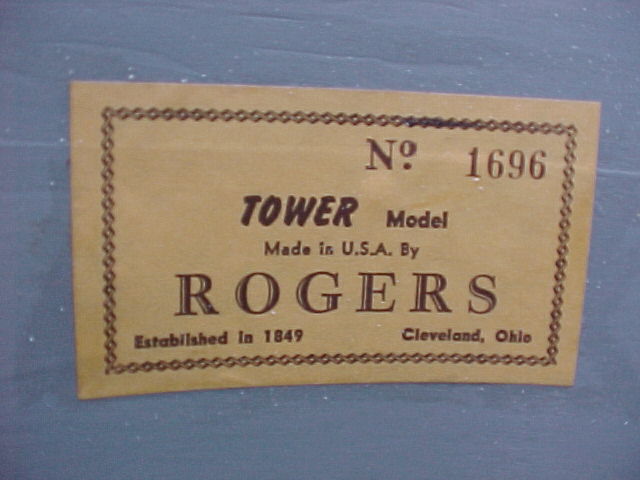 Nº 1696
TOWER Model
Made in U.S.A. By
ROGERS
Established in 1849 Cleveland, Ohio